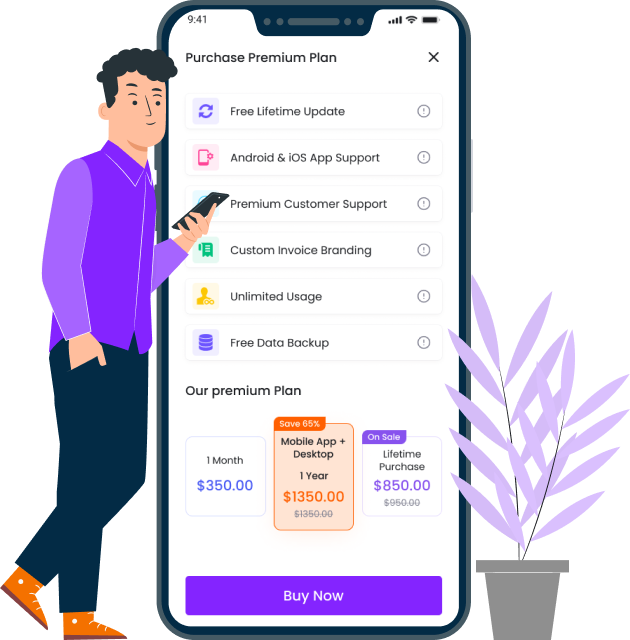 9:41
Purchase Premium Plan
Free Lifetime Update
Android & iOS App Support
Premium Customer Support
Custom Invoice Branding
Unlimited Usage
Free Data Backup
Our premium Plan
1 Month
$350.00
Save 65%
Mobile App +
Desktop
1 Year
$1350.00
$1350.00
On Sale
Lifetime
Purchase
$850.00
$950.00
Buy Now